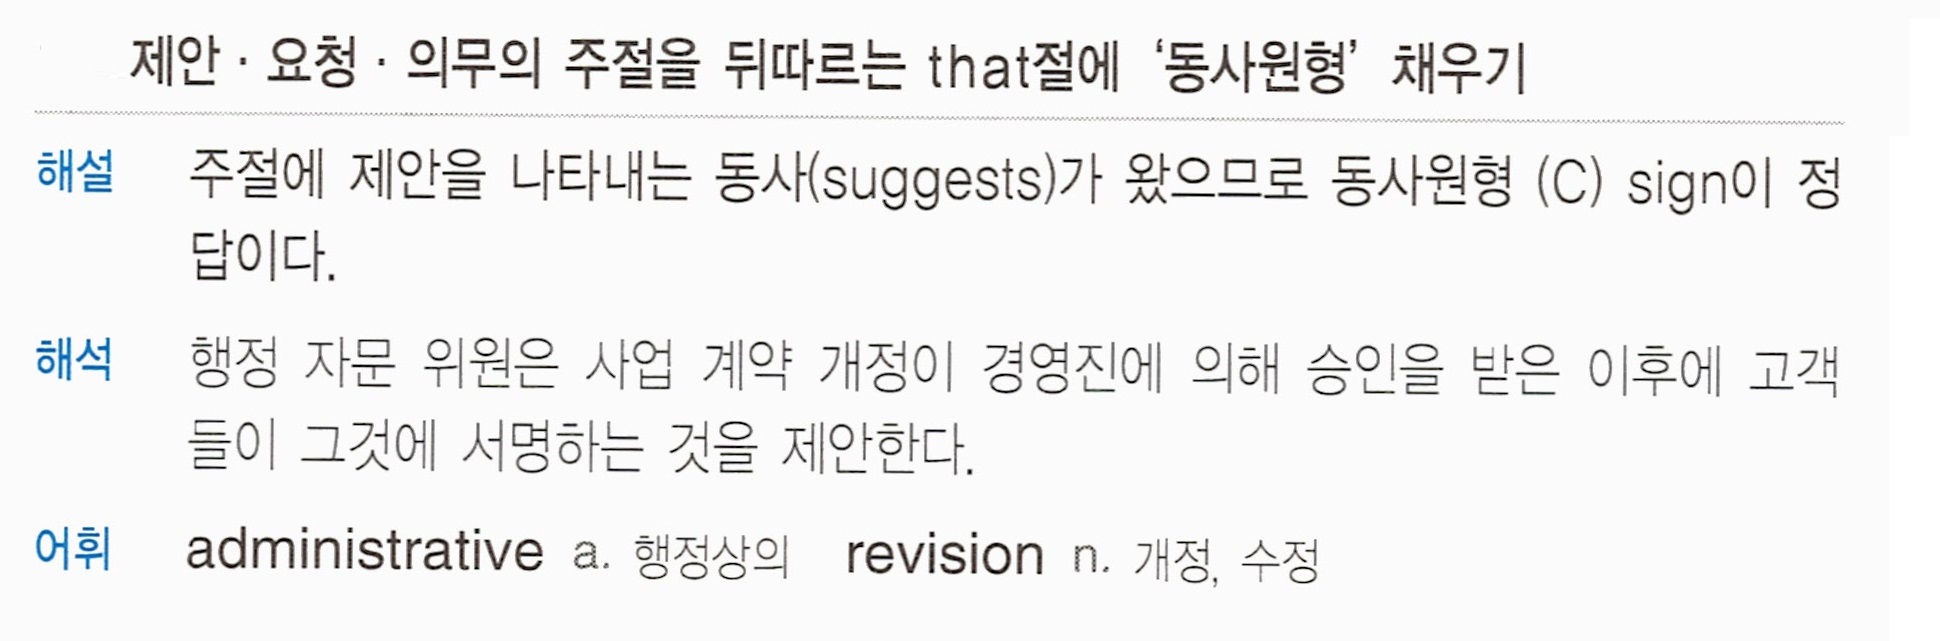 제안·요청·의무의 주절을 뒤따르는 that절에 ‘동사원형’ 채우기
해설 주절에 제안을 나타내는 동사(suggests)가 왔으므로 동사원형 (C) sign이 정
답이다.
해석 행정 자문 위원은 사업 계약 개정이 경영진에 의해 승인을 받은 이후에 고객
들이 그것에 서명하는 것을 제안한다.
어휘 administrative a. 행정상의 revision n. 개정, 수정